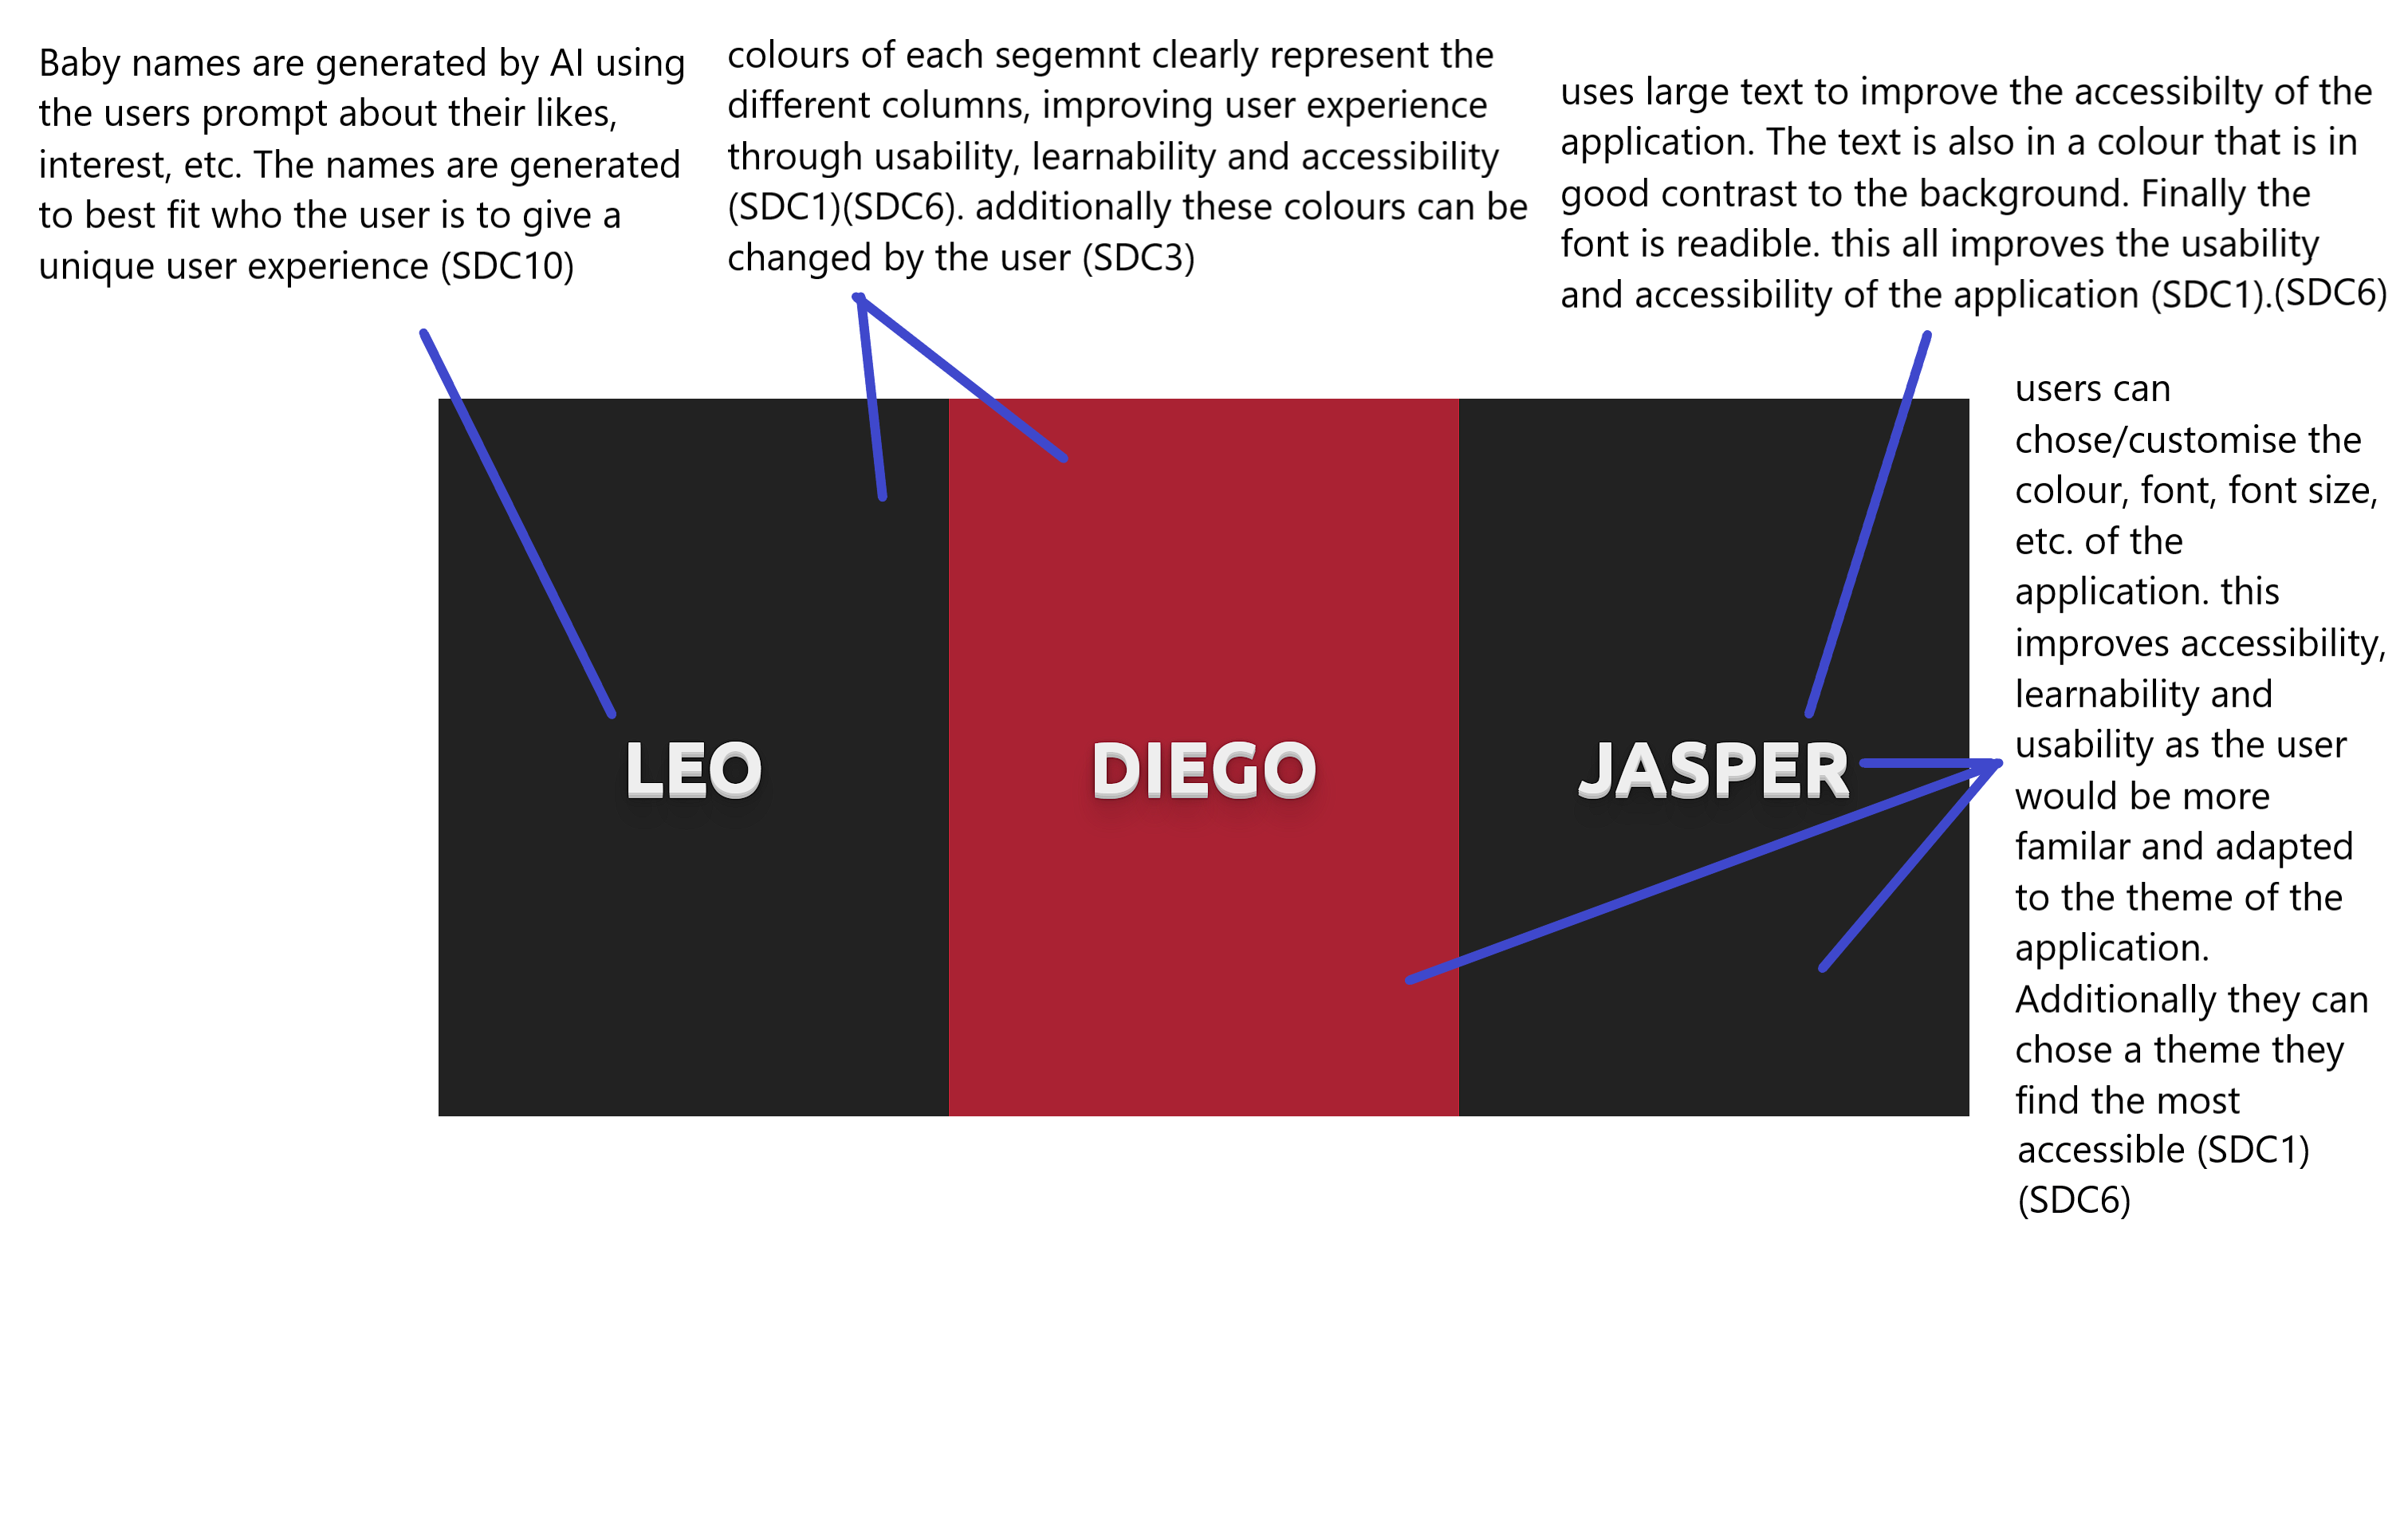 Baby names are generated by AI using
the users prompt about their likes,
interest, etc. The names are generated
to best fit who the user is to give a
unique user experience (SDC10)
colours of each segemnt clearly represent the
different columns, improving user experience
through usability, learnability and accessibility
(SDC1)(SDC6). additionally these colours can be
changed by the user (SDC3)
uses large text to improve the accessibilty of the
application. The text is also in a colour that is in
good contrast to the background. Finally the
font is readible. this all improves the usability
and accessibility of the application (SDC1).(SDC6)
users can
chose/customise the
colour, font, font size,
etc. of the
application. this
improves accessibility,
learnability and
usability as the user
would be more
familar and adapted
to the theme of the
application.
Additionally they can
chose a theme they
find the most
accessible (SDC1)
(SDC6)
LEO
DIEGO
JASPER